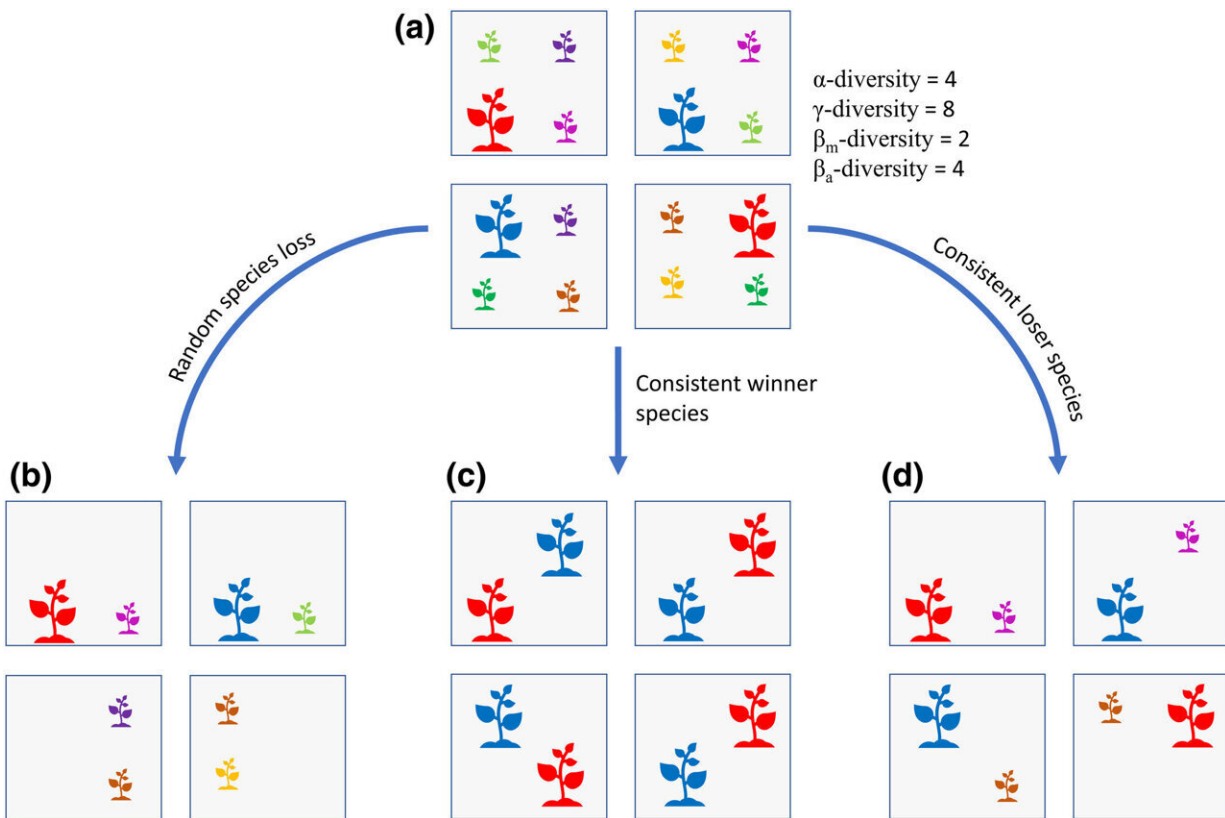 (a)
α-diversity = 4
γ-diversity = 8
βm-diversity = 2
βa-diversity = 4
Random species loss
Consistent winner
species
Consistent loser species
(b)
(c)
(d)